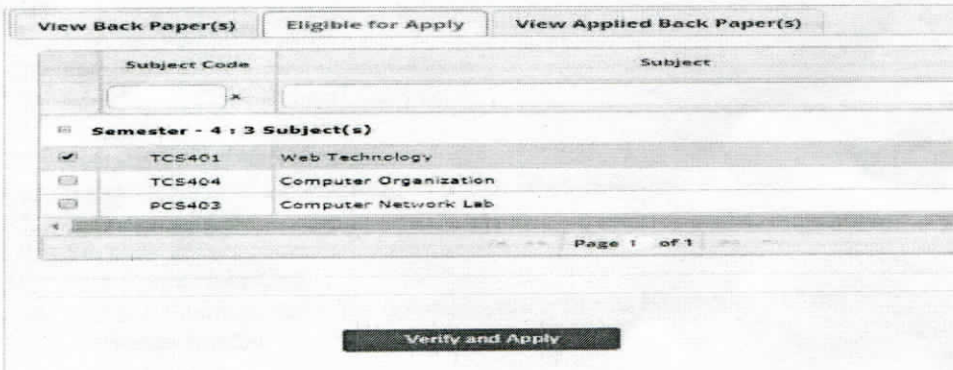 View Back Paper(s) Eligible for Apply View Applied Back Paper(s)
Subject Code Subject
Semester - 4 : 3 Subject(s)
TCS401 Web Technology
TCS404 Computer Organization
PCS403 Computer Network Lab
Page 1 of 1
Verify and Apply